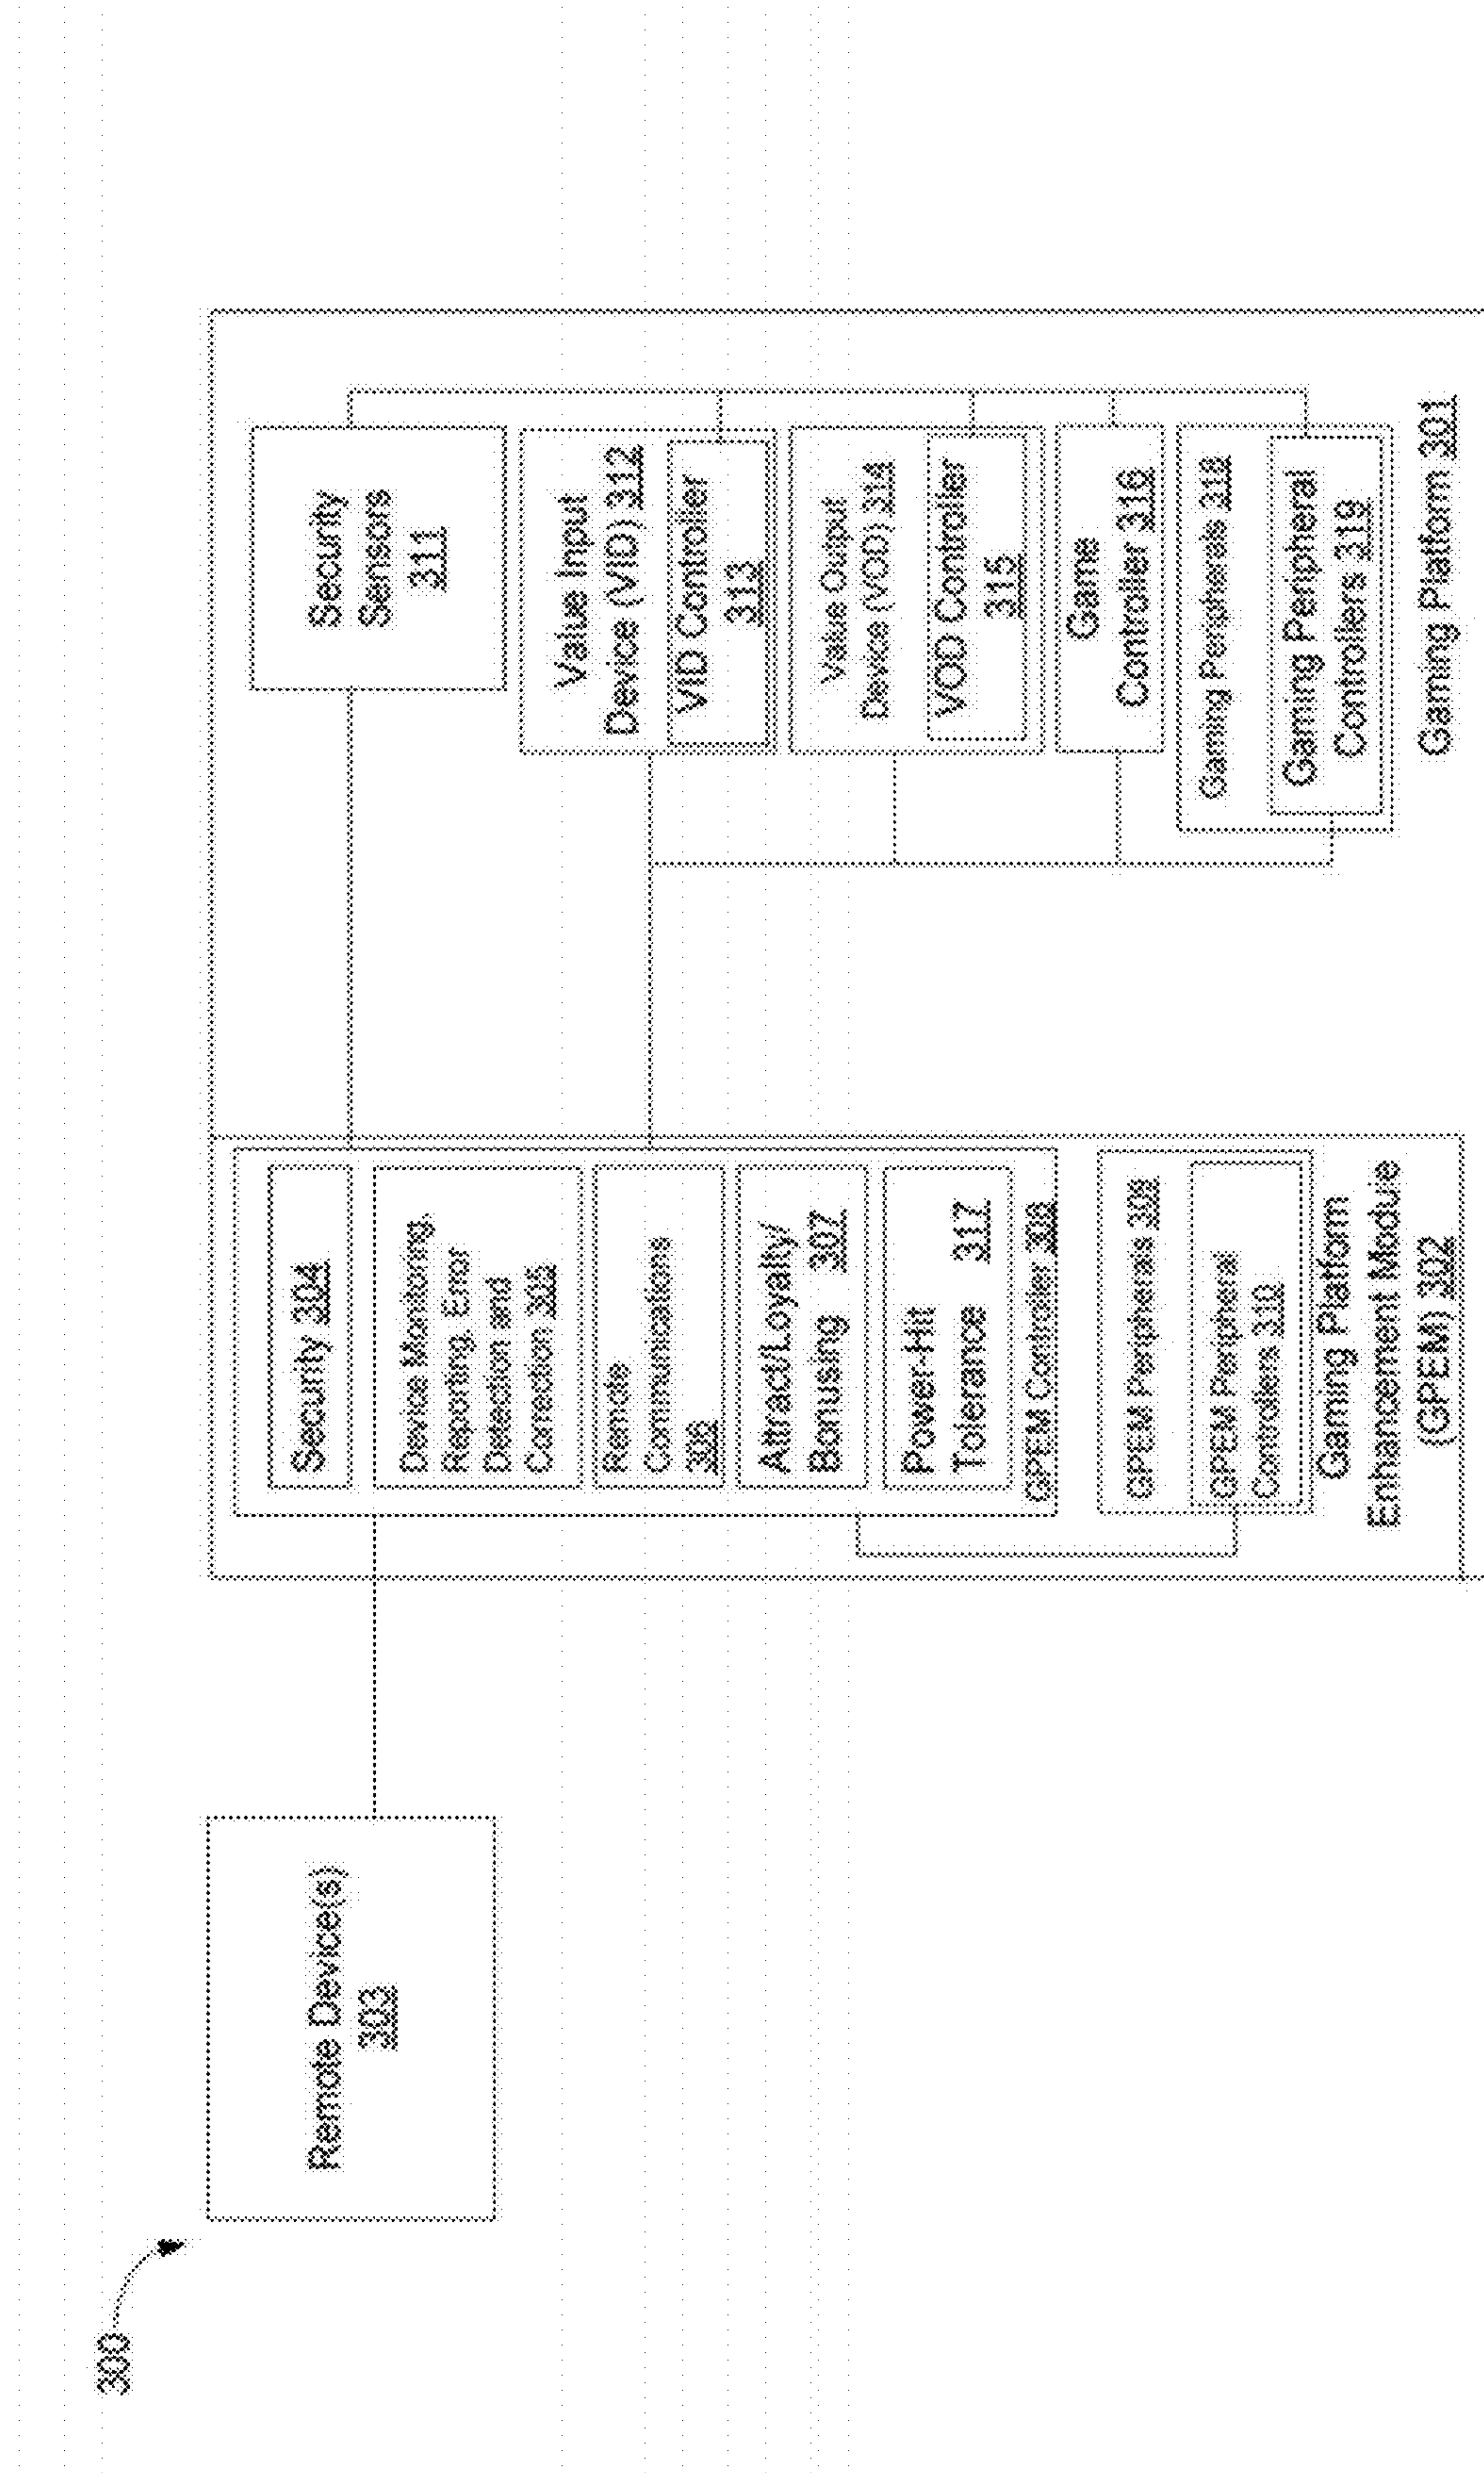 300
Remote Device(s)
303
Security 304
Device Monitoring,
Reporting, Error
Detection and
Correction 305
Remote
Communications
306
Attract/Loyalty/
Bonusing 307
Power-Hit
Tolerance 317
GPEM Controller 308
GPEM Peripherals 309
GPEM Peripheral
Controllers 310
Gaming Platform
Enhancement Module
(GPEM) 302
Security
Sensors
311
Value Input
Device (VID) 312
VID Controller
313
Value Output
Device (VOD) 314
VOD Controller
315
Game
Controller 316
Gaming Peripherals 318
Gaming Peripheral
Controllers 319
Gaming Platform 301